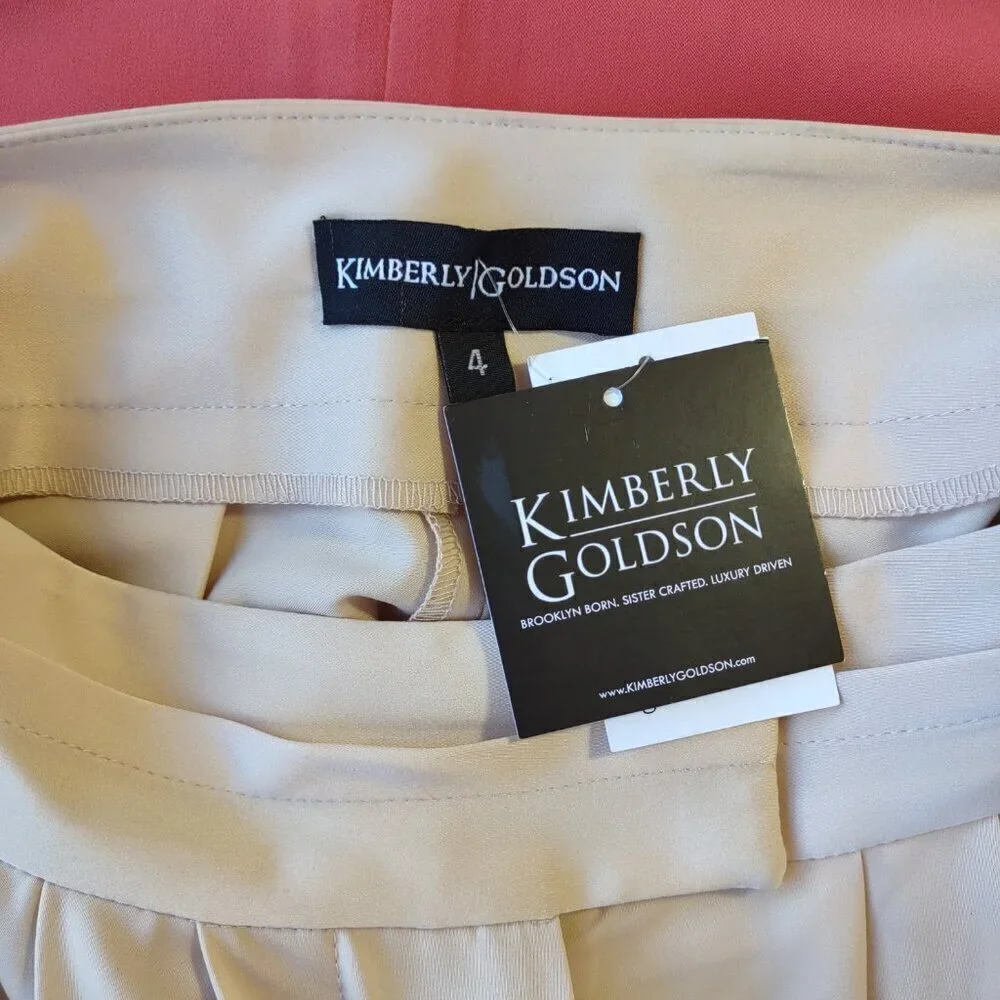 KIMBERLY|GOLDSON
4
KIMBERLY
GOLDSON
BROOKLYN BORN. SISTER CRAFTED. LUXURY DRIVEN
www.KIMBERLYGOLDSON.com